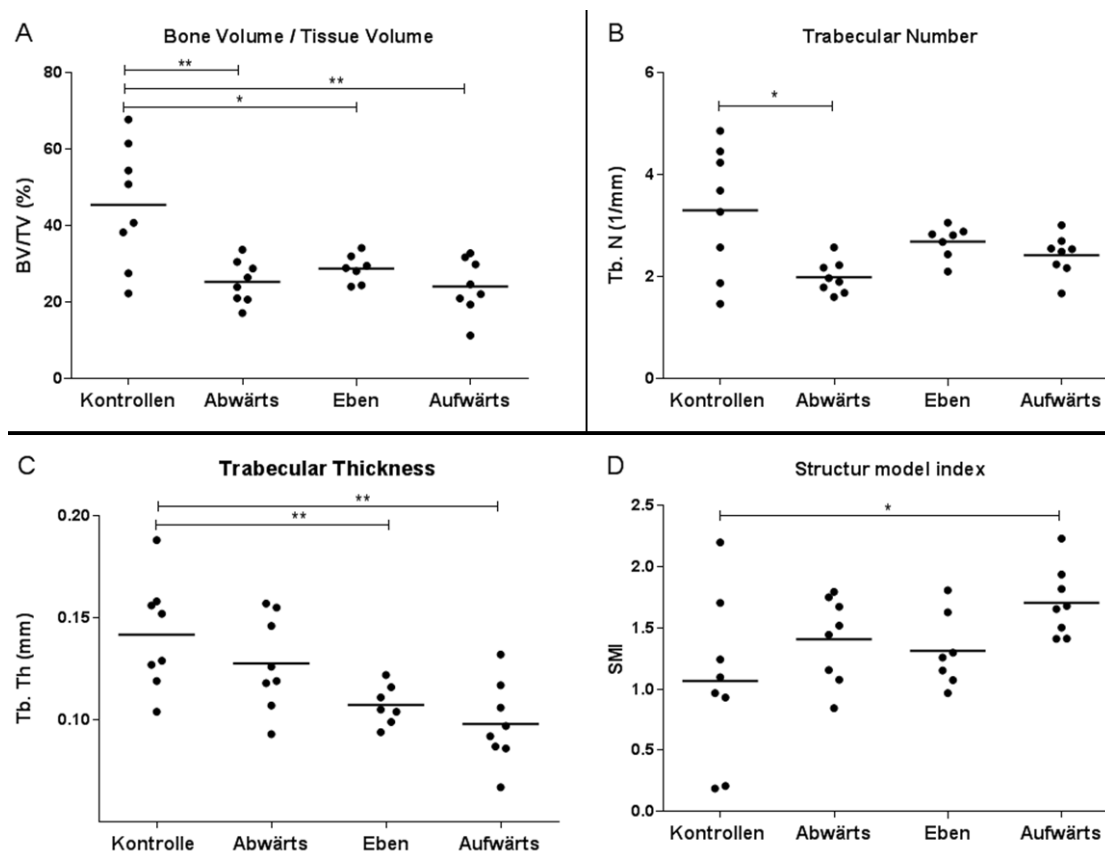 A
Bone Volume / Tissue Volume
**
**
*
80
60
40
20
0
BV/TV (%)
Kontrollen Abwärts Eben Aufwärts
B
Trabecular Number
*
6
4
2
0
Tb. N (1/mm)
Kontrollen Abwärts Eben Aufwärts
C
Trabecular Thickness
**
**
0.20
0.15
0.10
Tb. Th (mm)
Kontrolle Abwärts Eben Aufwärts
D
Structur model index
*
2.5
2.0
1.5
1.0
0.5
0.0
SMI
Kontrollen Abwärts Eben Aufwärts